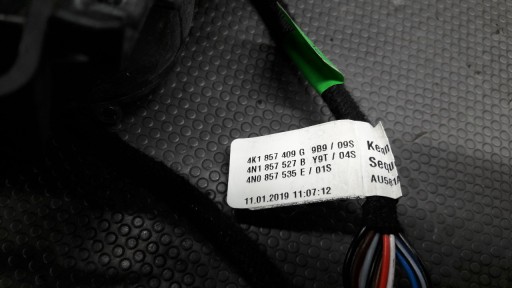 4K1 857 409 G 9B9 / 09S
4N1 857 527 B Y9T / 04S
4N0 857 535 E / 01S
11.01.2019 11:07:12